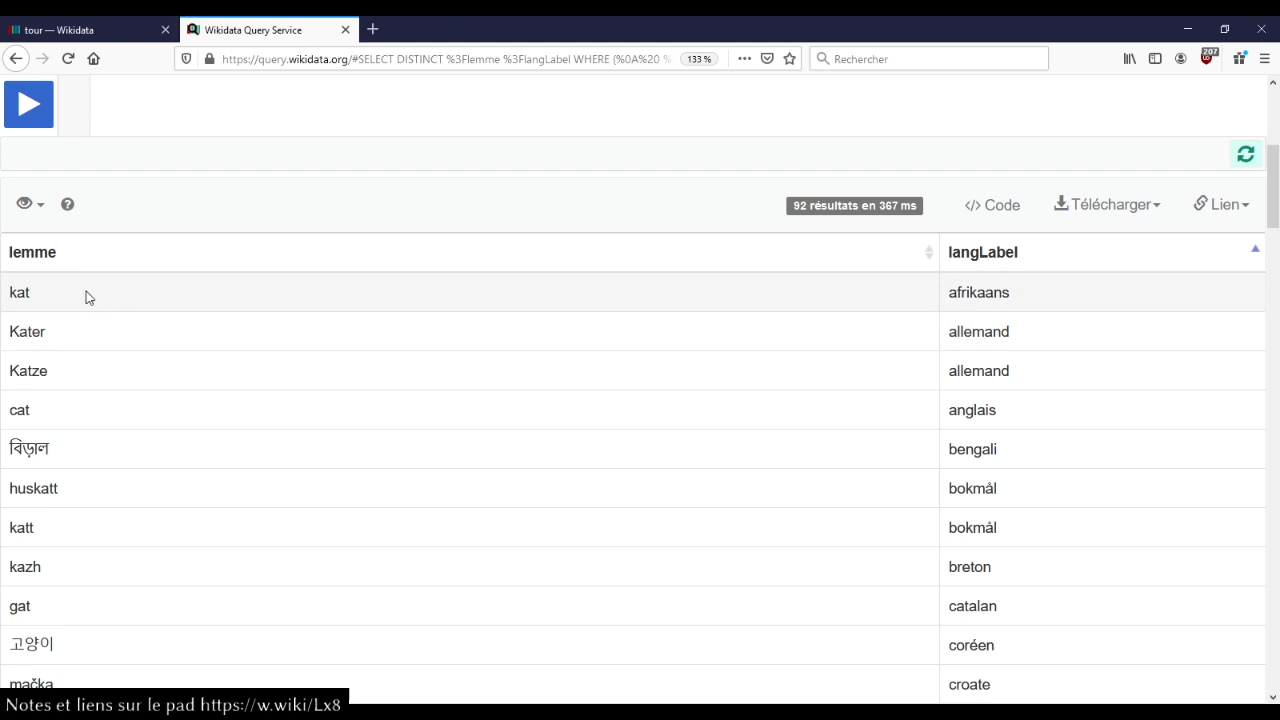 tour — Wikidata
Wikidata Query Service
https://query.wikidata.org/#SELECT DISTINCT %3Flemme %3FlangLabel WHERE {%0A%20 %
133 %
Rechercher
207
92 résultats en 367 ms
</> Code
Télécharger
Lien
lemme langLabel
kat afrikaans
Kater allemand
Katze allemand
cat anglais
বিড়াল bengali
huskatt bokmål
katt bokmål
kazh breton
gat catalan
고양이 coréen
mačka croate
Notes et liens sur le pad https://w.wiki/Lx8